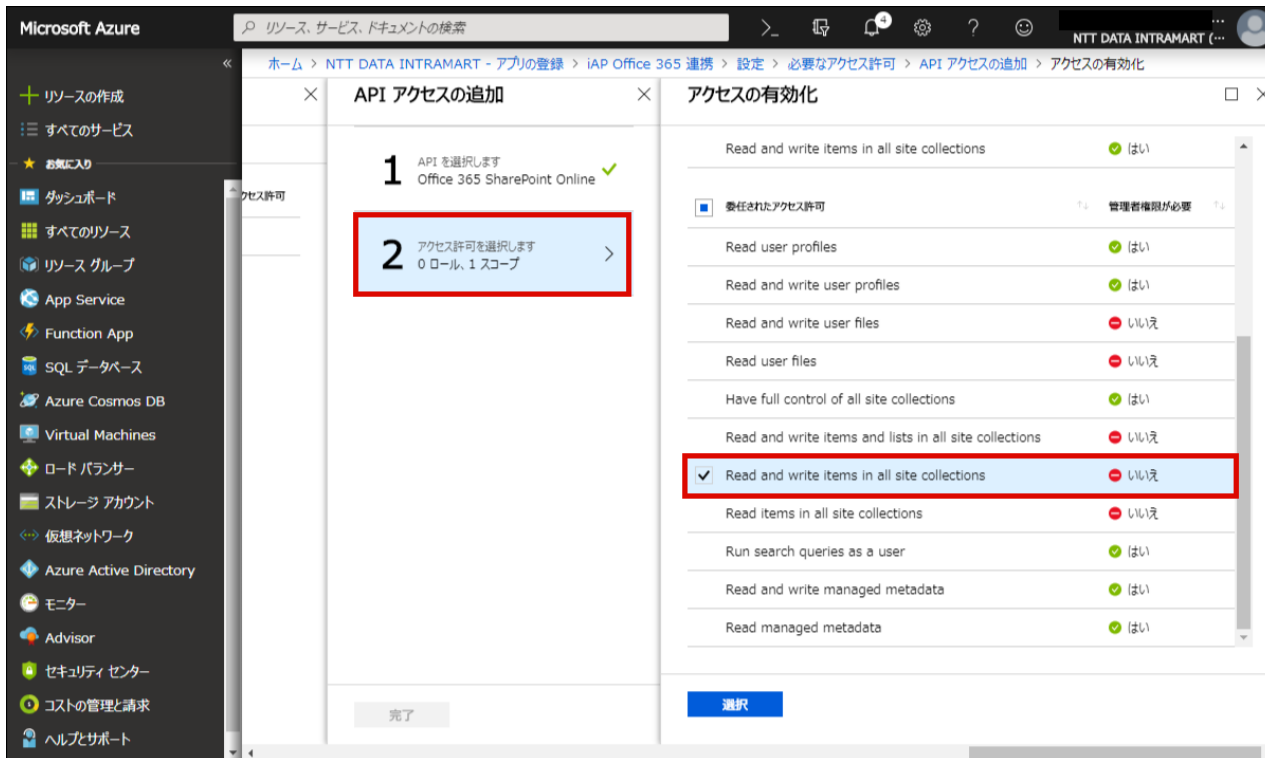 Microsoft Azure
リソース、サービス、ドキュメントの検索
4
NTT DATA INTRAMART (…
ホーム > NTT DATA INTRAMART - アプリの登録 > iAP Office 365 連携 > 設定 > 必要なアクセス許可 > API アクセスの追加 > アクセスの有効化
リソースの作成
すべてのサービス
お気に入り
ダッシュボード
すべてのリソース
リソース グループ
App Service
Function App
SQL データベース
Azure Cosmos DB
Virtual Machines
ロード バランサー
ストレージ アカウント
仮想ネットワーク
Azure Active Directory
モニター
Advisor
セキュリティ センター
コストの管理と請求
ヘルプとサポート
クセス許可
API アクセスの追加
1
API を選択します
Office 365 SharePoint Online
2
アクセス許可を選択します
0 ロール、1 スコープ
完了
アクセスの有効化
Read and write items in all site collections はい
委任されたアクセス許可 管理者権限が必要
Read user profiles はい
Read and write user profiles はい
Read and write user files いいえ
Read user files いいえ
Have full control of all site collections はい
Read and write items and lists in all site collections いいえ
Read and write items in all site collections いいえ
Read items in all site collections いいえ
Run search queries as a user はい
Read and write managed metadata はい
Read managed metadata はい
選択